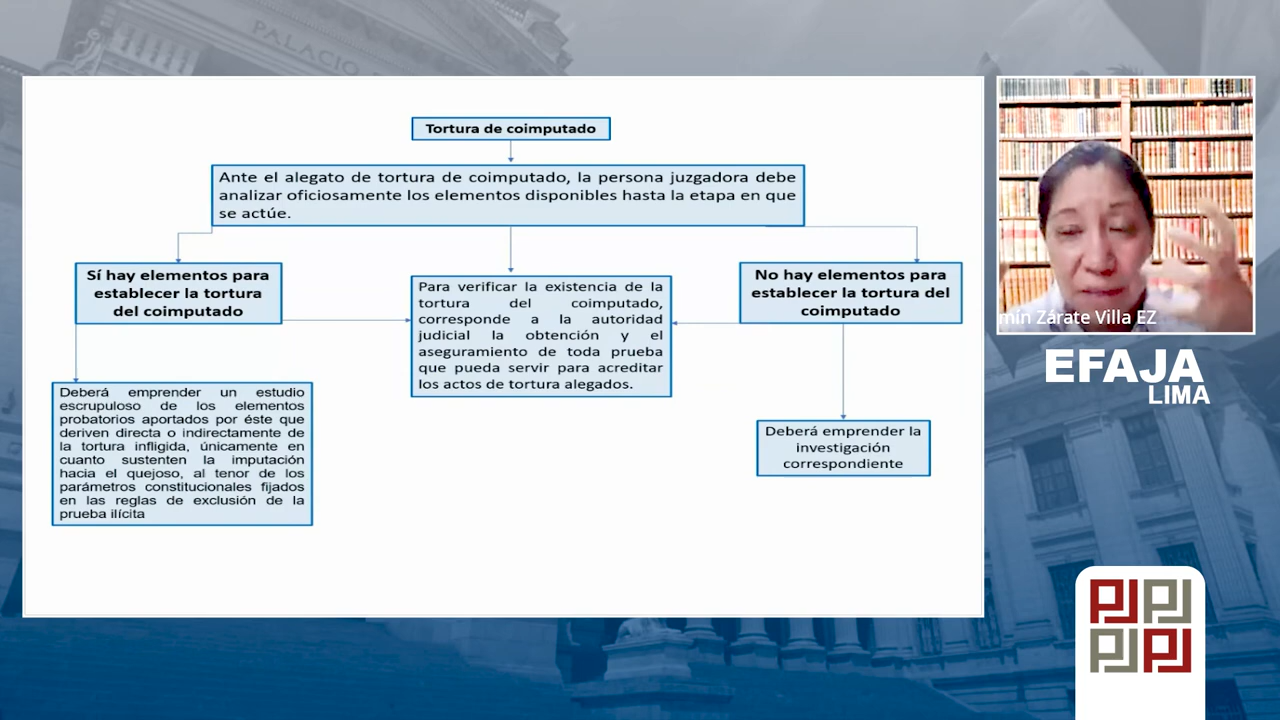 PALACIO
Tortura de coimputado
Ante el alegato de tortura de coimputado, la persona juzgadora debe
analizar oficiosamente los elementos disponibles hasta la etapa en que
se actúe.
Sí hay elementos para
establecer la tortura
del coimputado
Para verificar la existencia de la
tortura del coimputado,
corresponde a la autoridad
judicial la obtención y el
aseguramiento de toda prueba
que pueda servir para acreditar
los actos de tortura alegados.
No hay elementos para
establecer la tortura del
coimputado
Deberá emprender un estudio
escrupuloso de los elementos
probatorios aportados por éste que
deriven directa o indirectamente de
la tortura infligida, únicamente en
cuanto sustenten la imputación
hacia el quejoso, al tenor de los
parámetros constitucionales fijados
en las reglas de exclusión de la
prueba ilícita
Deberá emprender la
investigación
correspondiente
mín Zárate Villa EZ
EFAJA
LIMA
PJ PJ
PJ PJ